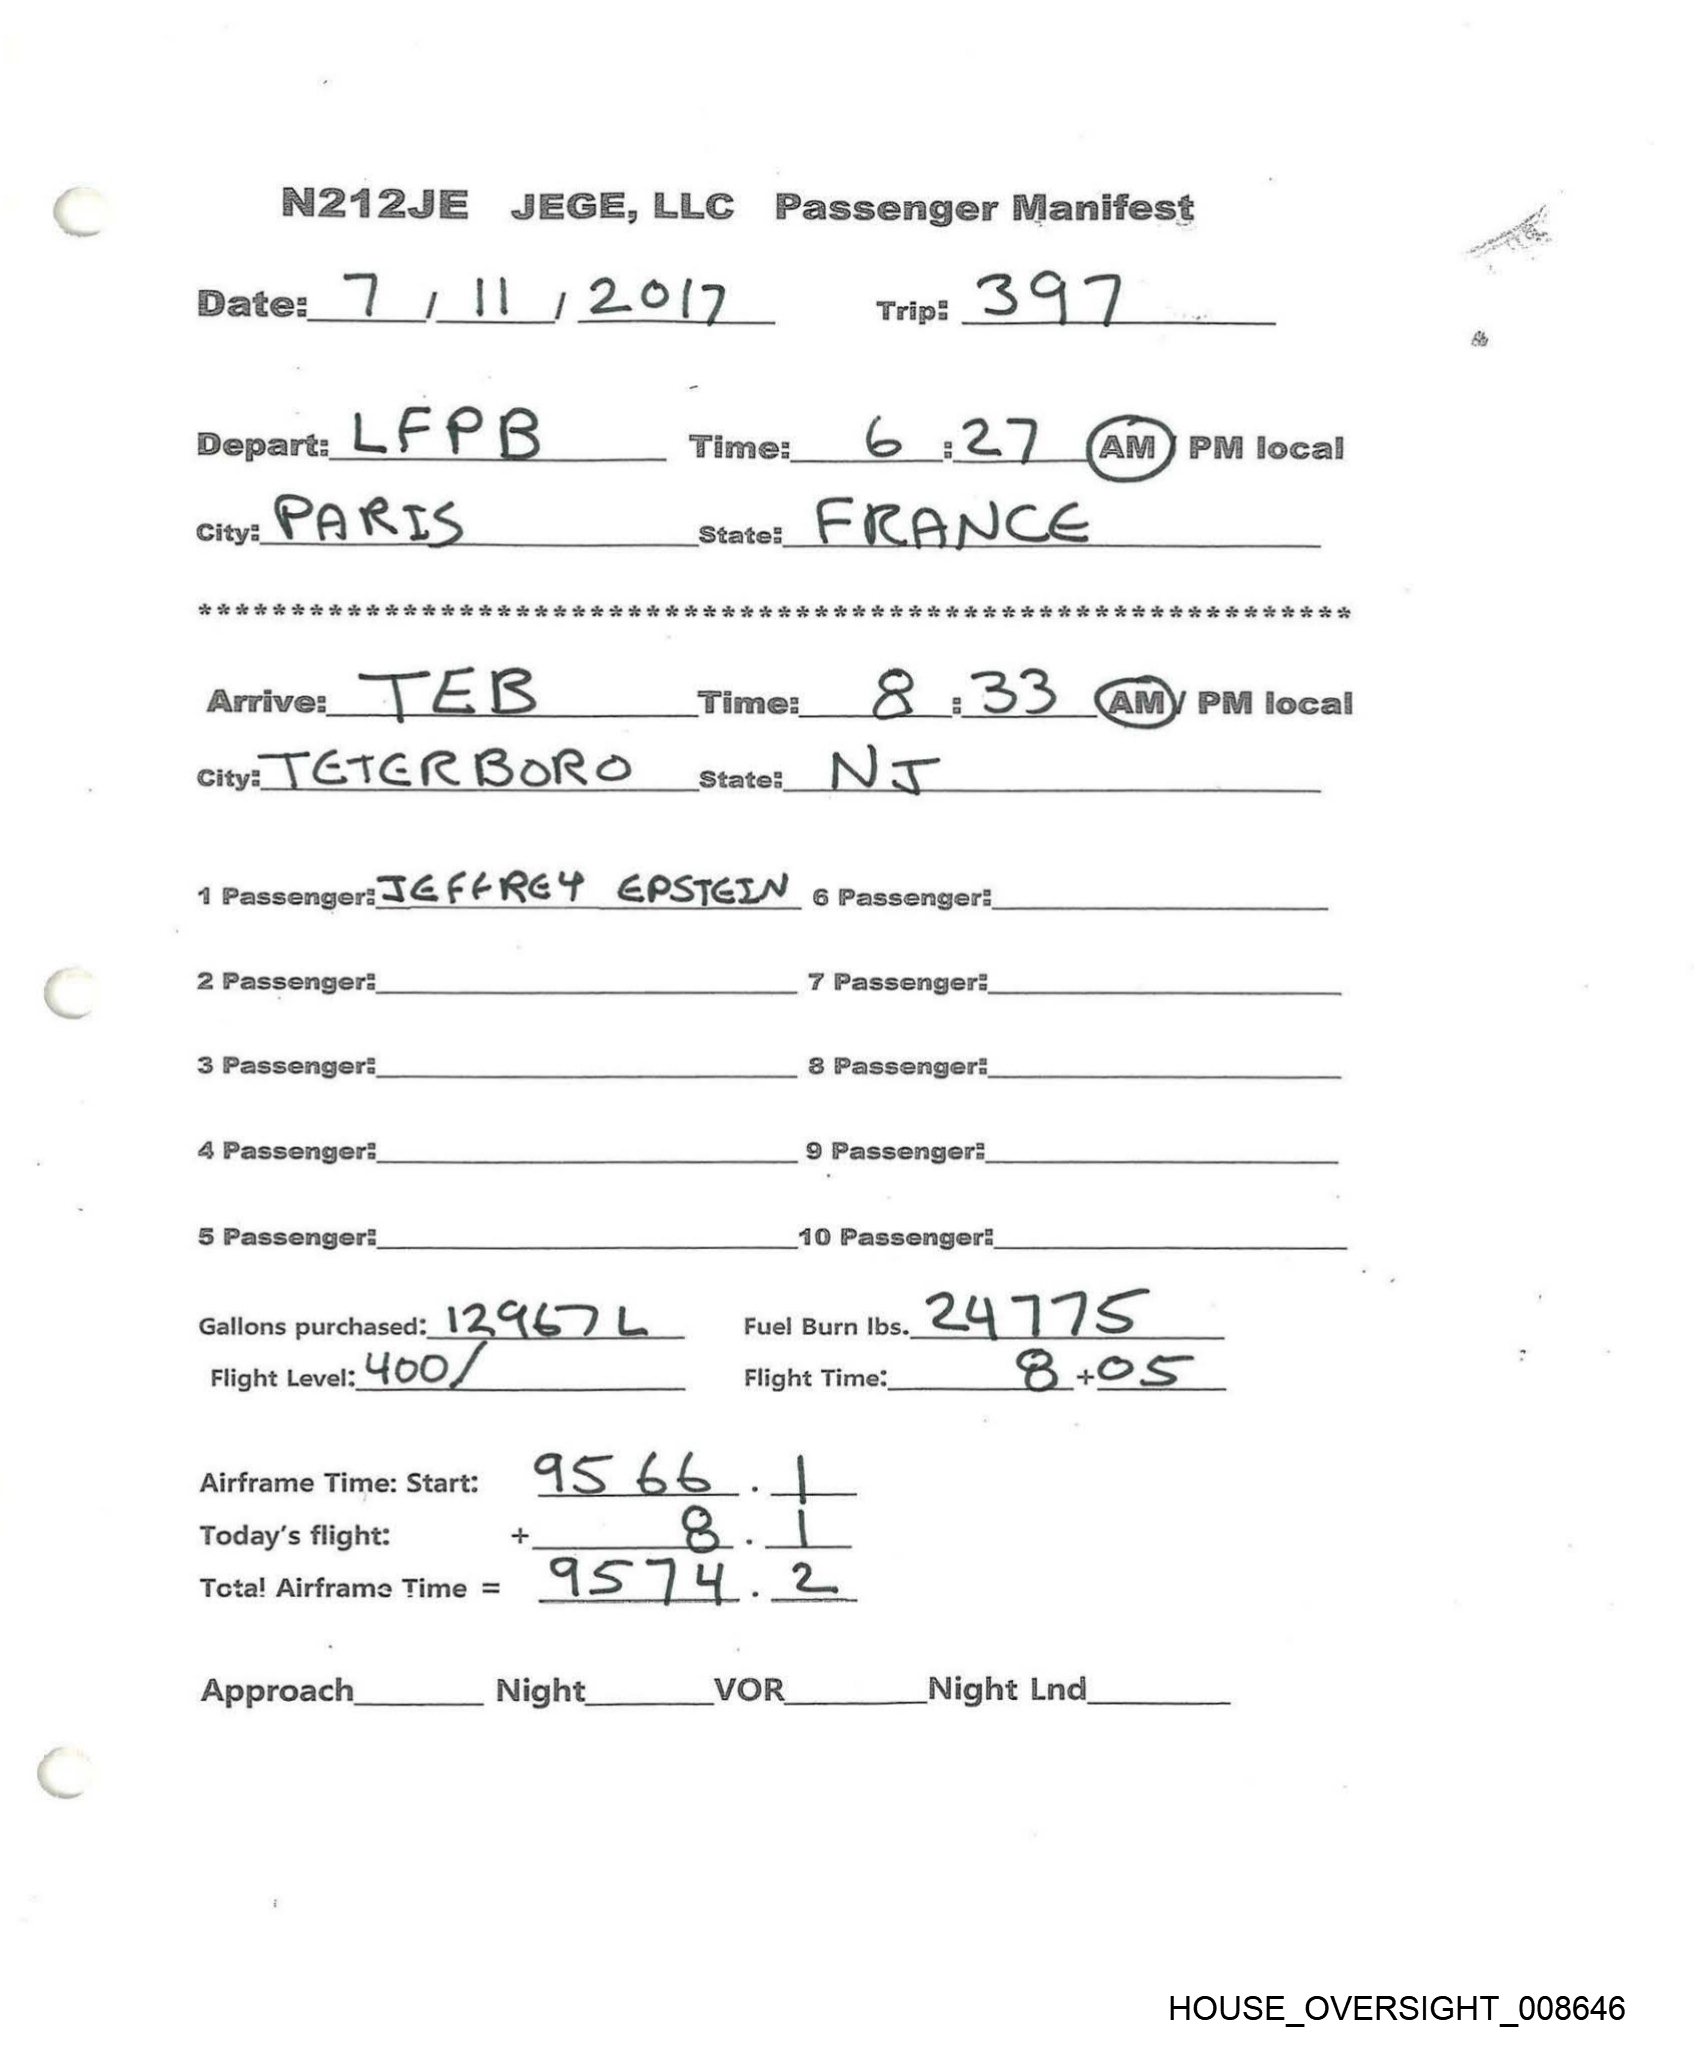 N212JE JEGE, LLC Passenger Manifest
Date: 7 / 11 / 2017 Trip: 397
Depart: LFPB Time: 6 : 27 AM / PM local
City: PARIS State: FRANCE
**************************************************************
Arrive: TEB Time: 8 : 33 AM / PM local
City: TETERBORO State: NJ
1 Passenger: JEFFREY EPSTEIN 6 Passenger:
2 Passenger: 7 Passenger:
3 Passenger: 8 Passenger:
4 Passenger: 9 Passenger:
5 Passenger: 10 Passenger:
Gallons purchased: 12967 L Fuel Burn lbs. 24775
Flight Level: 400/ Flight Time: 8 + 05
Airframe Time: Start: 9566 . 1
Today's flight: + 8 . 1
Total Airframe Time = 9574 . 2
Approach Night VOR Night Lnd
HOUSE_OVERSIGHT_008646